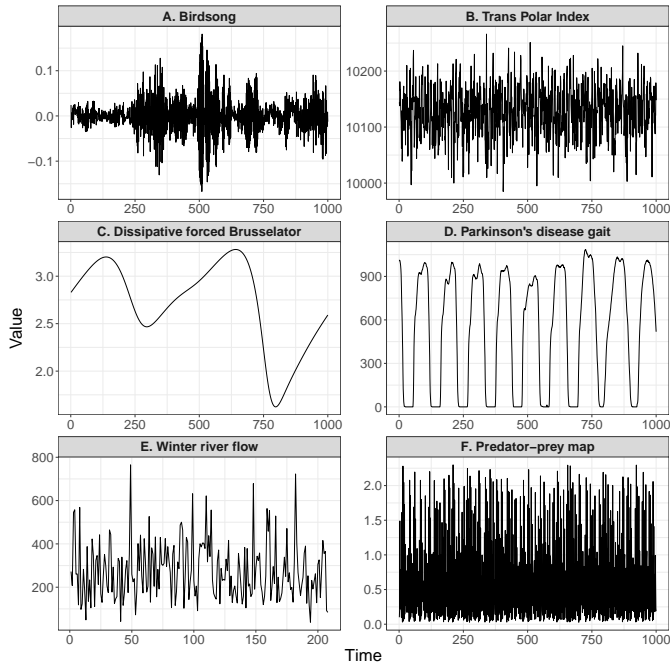 A. Birdsong
B. Trans Polar Index
0.1
0.0
−0.1
0 250 500 750 1000
10200
10100
10000
0 250 500 750 1000
C. Dissipative forced Brusselator
D. Parkinson's disease gait
Value
3.0
2.5
2.0
0 250 500 750 1000
900
600
300
0
0 250 500 750 1000
E. Winter river flow
F. Predator−prey map
800
600
400
200
0 50 100 150 200
2.0
1.5
1.0
0.5
0.0
0 250 500 750 1000
Time